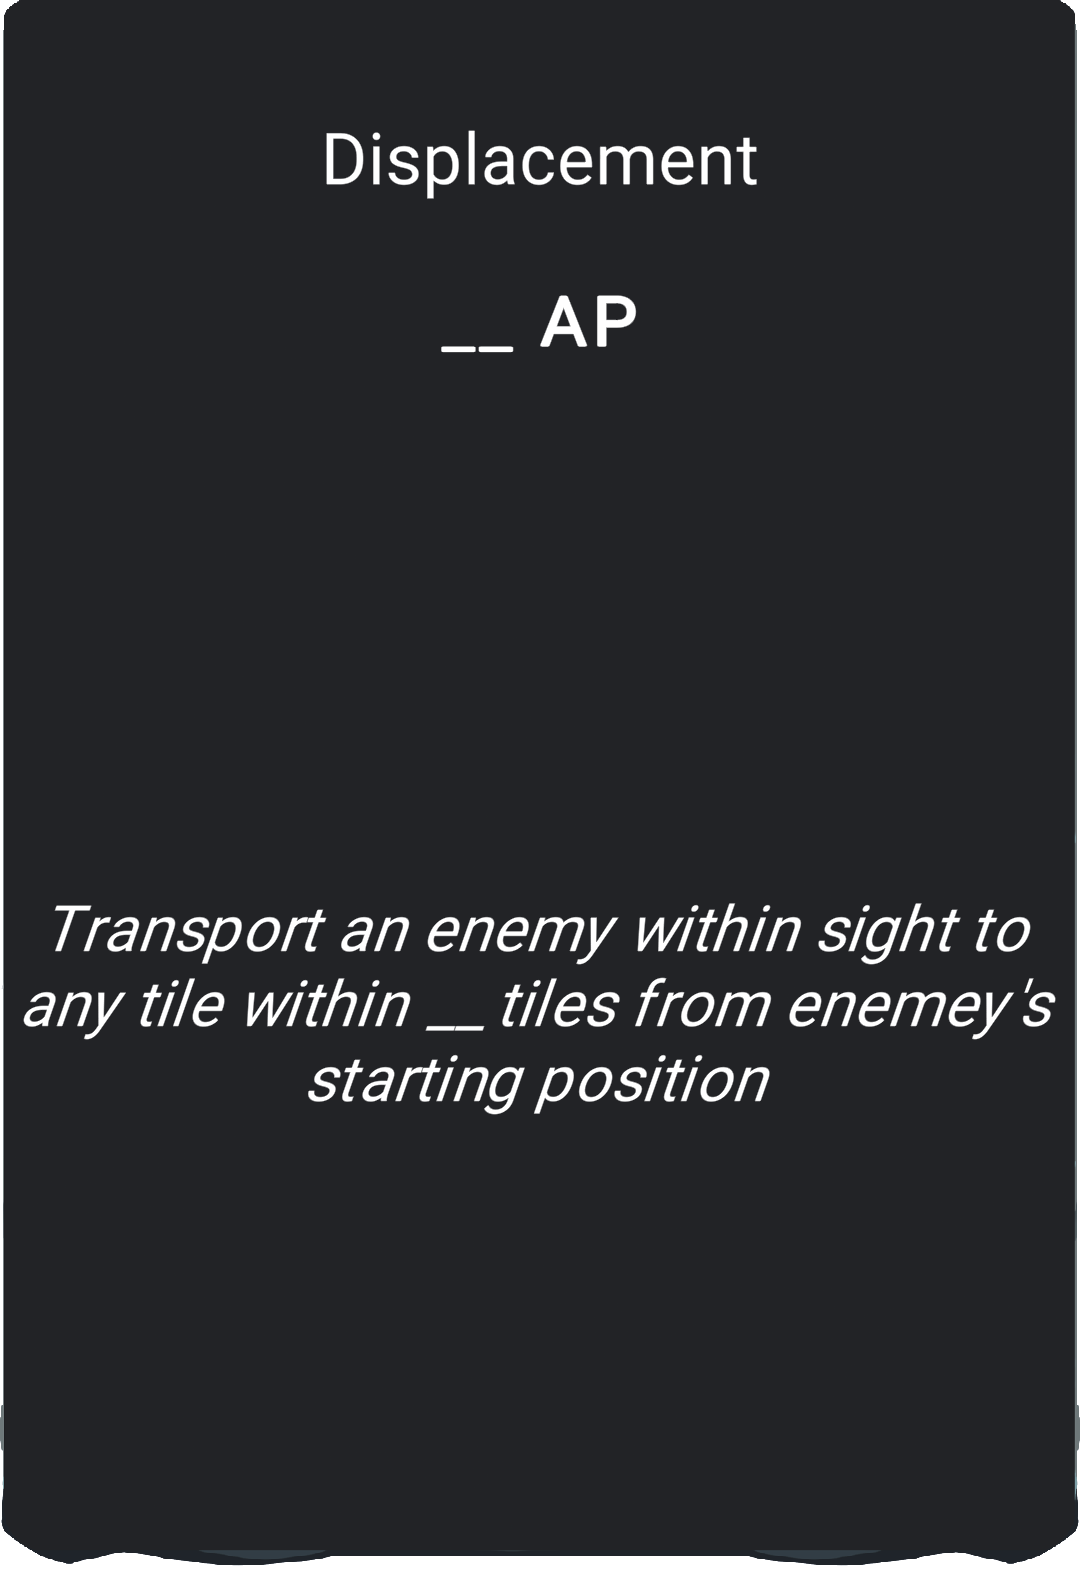 Displacement
__ AP
Transport an enemy within sight to
any tile within __ tiles from enemey's
starting position